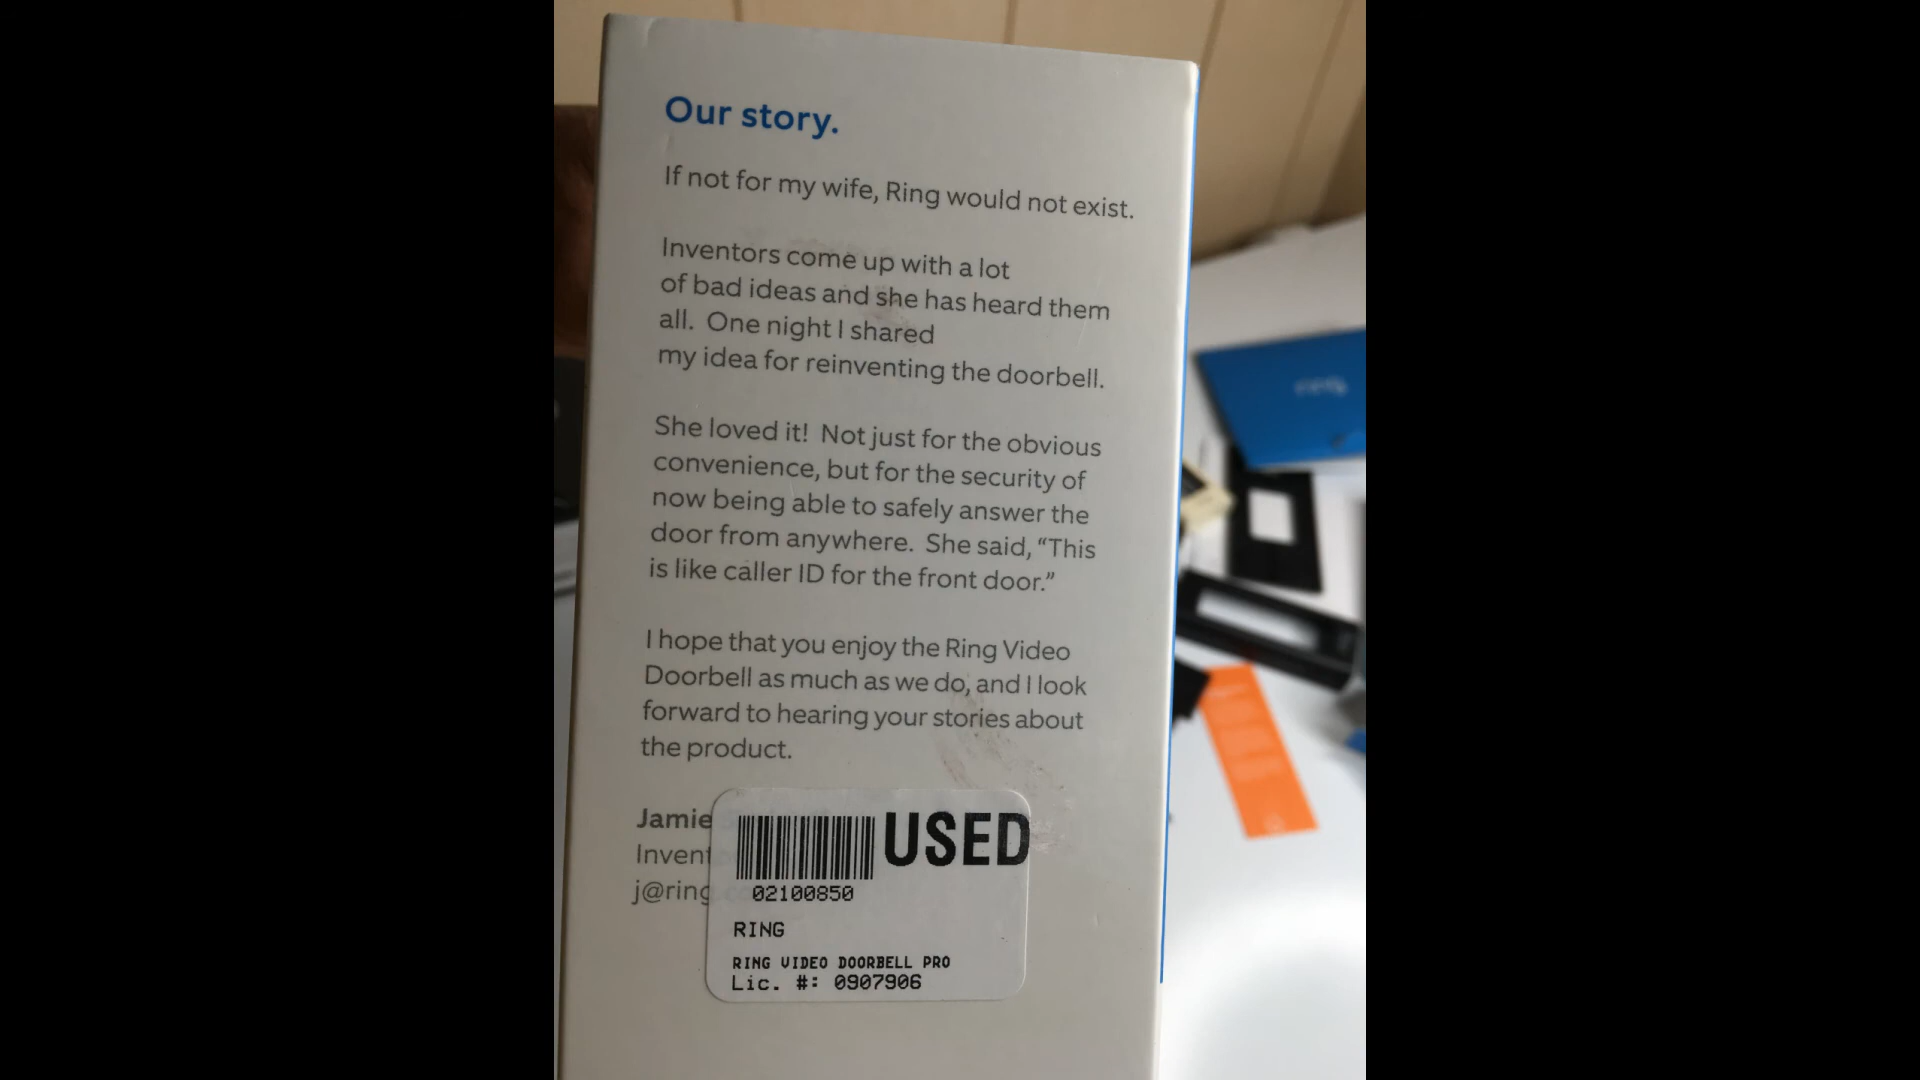 Our story.
If not for my wife, Ring would not exist.
Inventors come up with a lot
of bad ideas and she has heard them
all. One night I shared
my idea for reinventing the doorbell.
She loved it! Not just for the obvious
convenience, but for the security of
now being able to safely answer the
door from anywhere. She said, “This
is like caller ID for the front door.”
I hope that you enjoy the Ring Video
Doorbell as much as we do, and I look
forward to hearing your stories about
the product.
Jamie
Invent
j@ring
USED
02100850
RING
RING VIDEO DOORBELL PRO
Lic. #: 0907906
ring